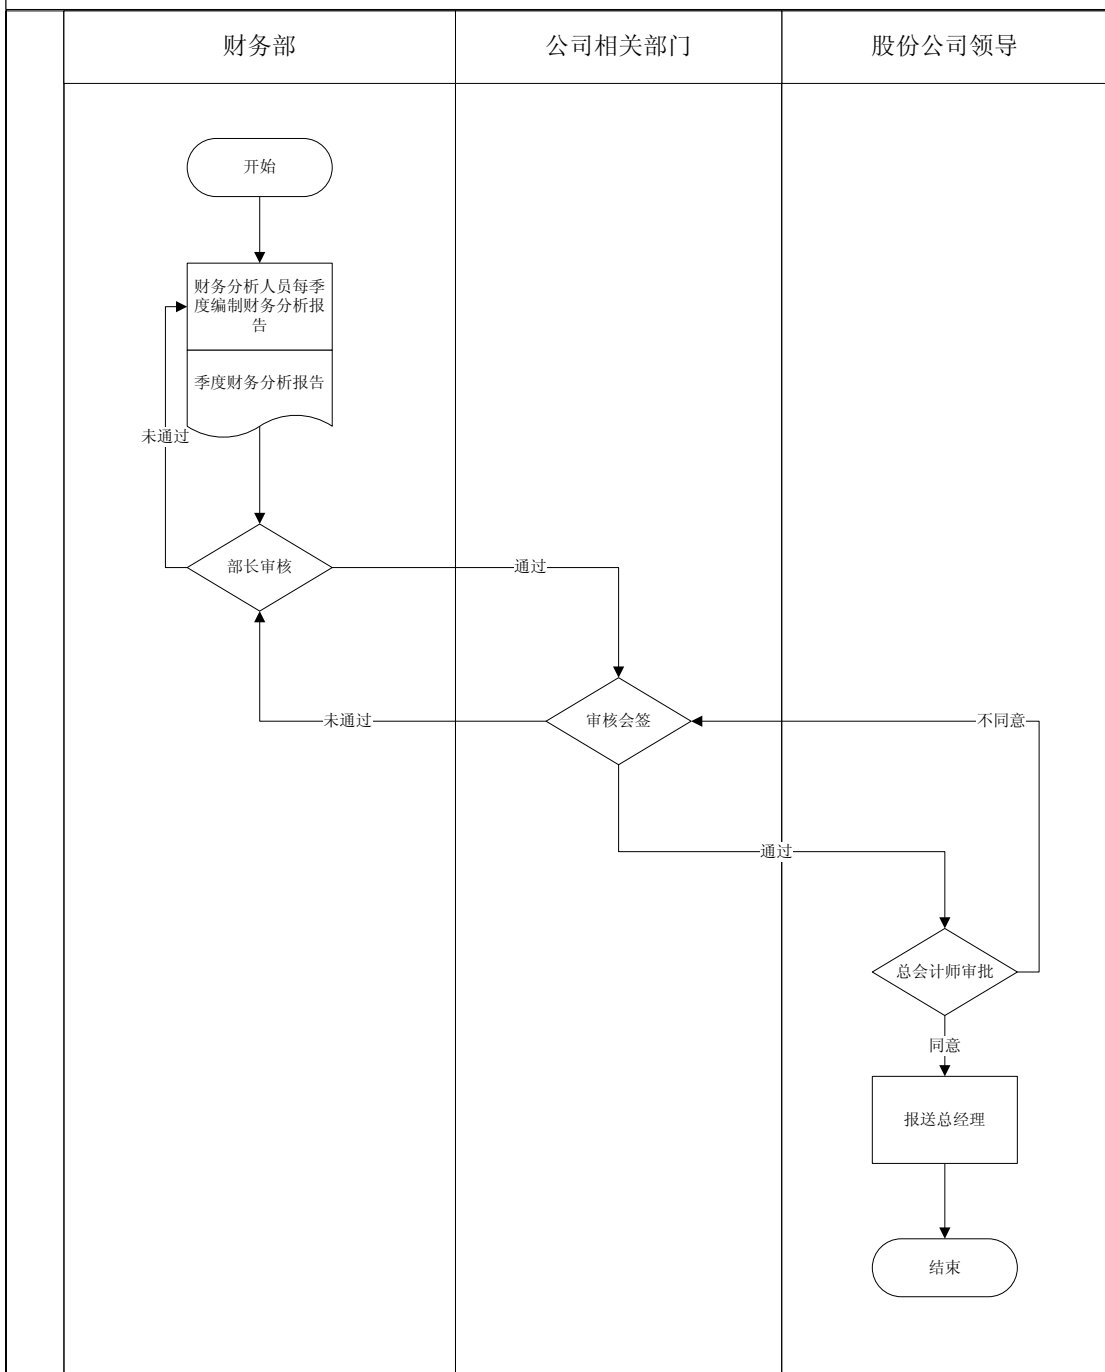 财务部
公司相关部门
股份公司领导
开始
财务分析人员每季
度编制财务分析报
告
季度财务分析报告
未通过
部长审核
通过
未通过
审核会签
不同意
通过
总会计师审批
同意
报送总经理
结束